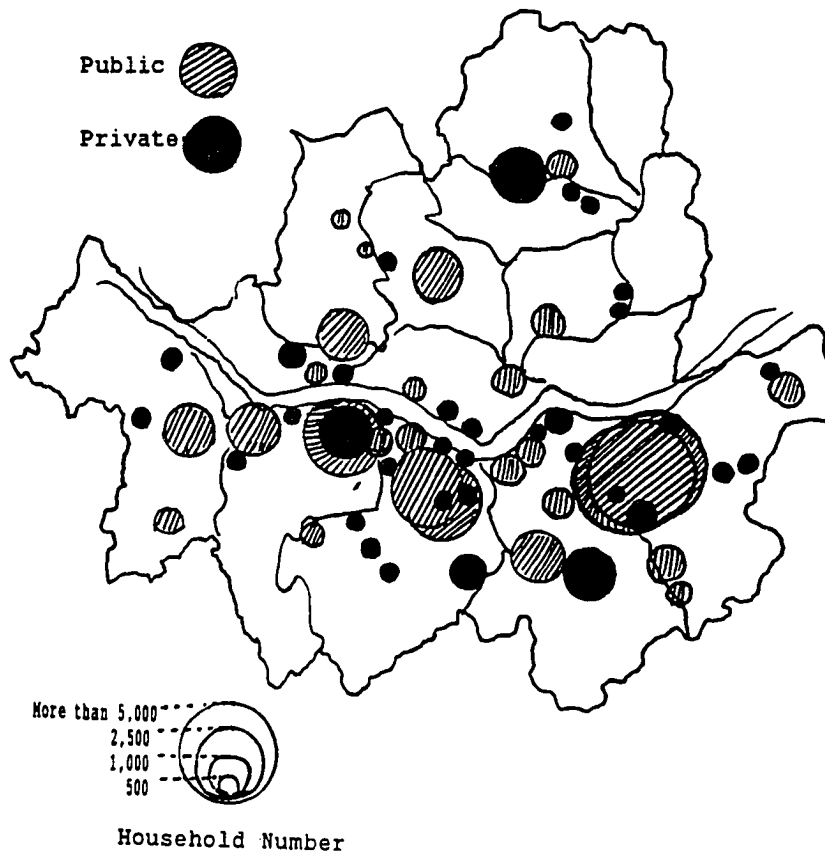 Public
Private
More than 5,000
2,500
1,000
500
Household Number